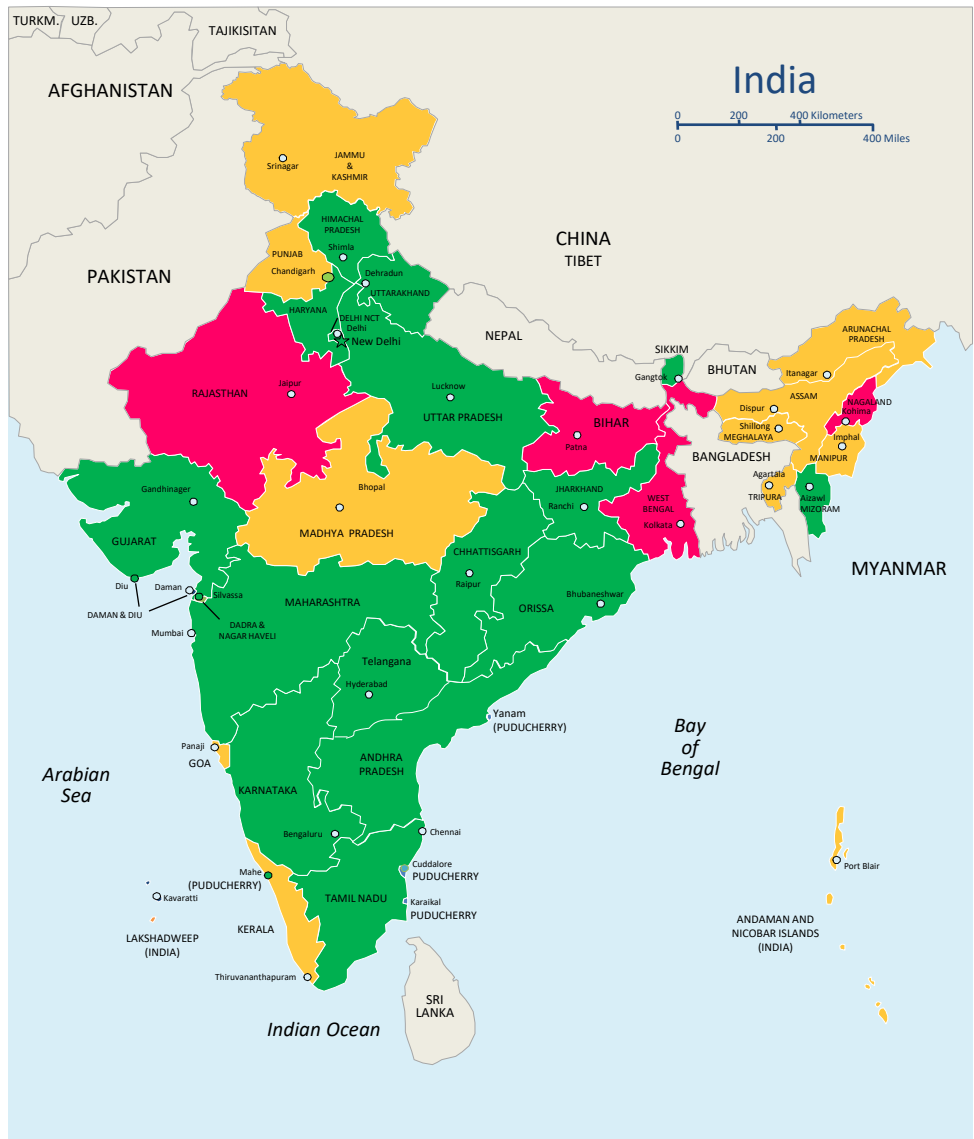 TURKM.
UZB.
TAJIKISITAN
AFGHANISTAN
India
0 200 400 Kilometers
0 200 400 Miles
Srinagar
JAMMU
&
KASHMIR
HIMACHAL
PRADESH
Shimla
CHINA
TIBET
PUNJAB
Chandigarh
PAKISTAN
Dehradun
UTTARAKHAND
HARYANA
DELHI NCT
Delhi
New Delhi
NEPAL
SIKKIM
Gangtok
BHUTAN
ARUNACHAL
PRADESH
Itanagar
RAJASTHAN
Jaipur
Lucknow
UTTAR PRADESH
BIHAR
Patna
ASSAM
Dispur
NAGALAND
Kohima
Shillong
MEGHALAYA
Imphal
MANIPUR
BANGLADESH
Agartala
TRIPURA
Aizawl
MIZORAM
Gandhinager
Bhopal
MADHYA PRADESH
JHARKHAND
Ranchi
WEST
BENGAL
Kolkata
GUJARAT
CHHATTISGARH
Raipur
MYANMAR
Diu
Daman
Silvassa
DAMAN & DIU
DADRA &
NAGAR HAVELI
MAHARASHTRA
ORISSA
Bhubaneshwar
Mumbai
Telangana
Hyderabad
Yanam
(PUDUCHERRY)
Bay
of
Bengal
Panaji
GOA
ANDHRA
PRADESH
Arabian
Sea
KARNATAKA
Bengaluru
Chennai
Mahe
(PUDUCHERRY)
Cuddalore
PUDUCHERRY
Port Blair
Kavaratti
TAMIL NADU
Karaikal
PUDUCHERRY
LAKSHADWEEP
(INDIA)
KERALA
ANDAMAN AND
NICOBAR ISLANDS
(INDIA)
Thiruvananthapuram
SRI
LANKA
Indian Ocean